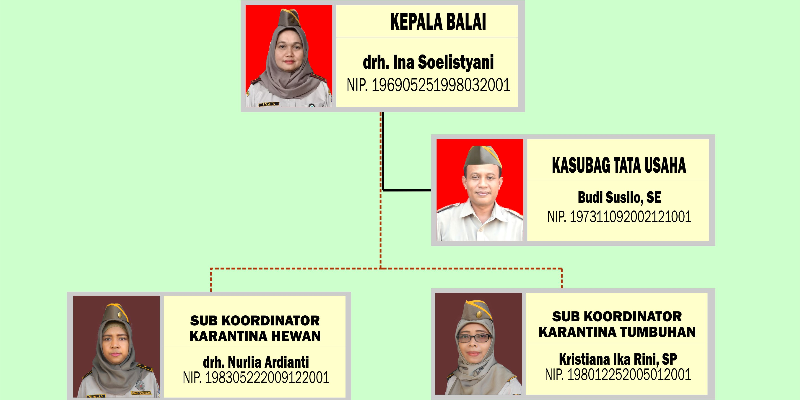 KEPALA BALAI
drh. Ina Soelistyani
NIP. 196905251998032001
KASUBAG TATA USAHA
Budi Susilo, SE
NIP. 197311092002121001
SUB KOORDINATOR
KARANTINA HEWAN
drh. Nurlia Ardianti
NIP. 198305222009122001
SUB KOORDINATOR
KARANTINA TUMBUHAN
Kristiana Ika Rini, SP
NIP. 198012252005012001